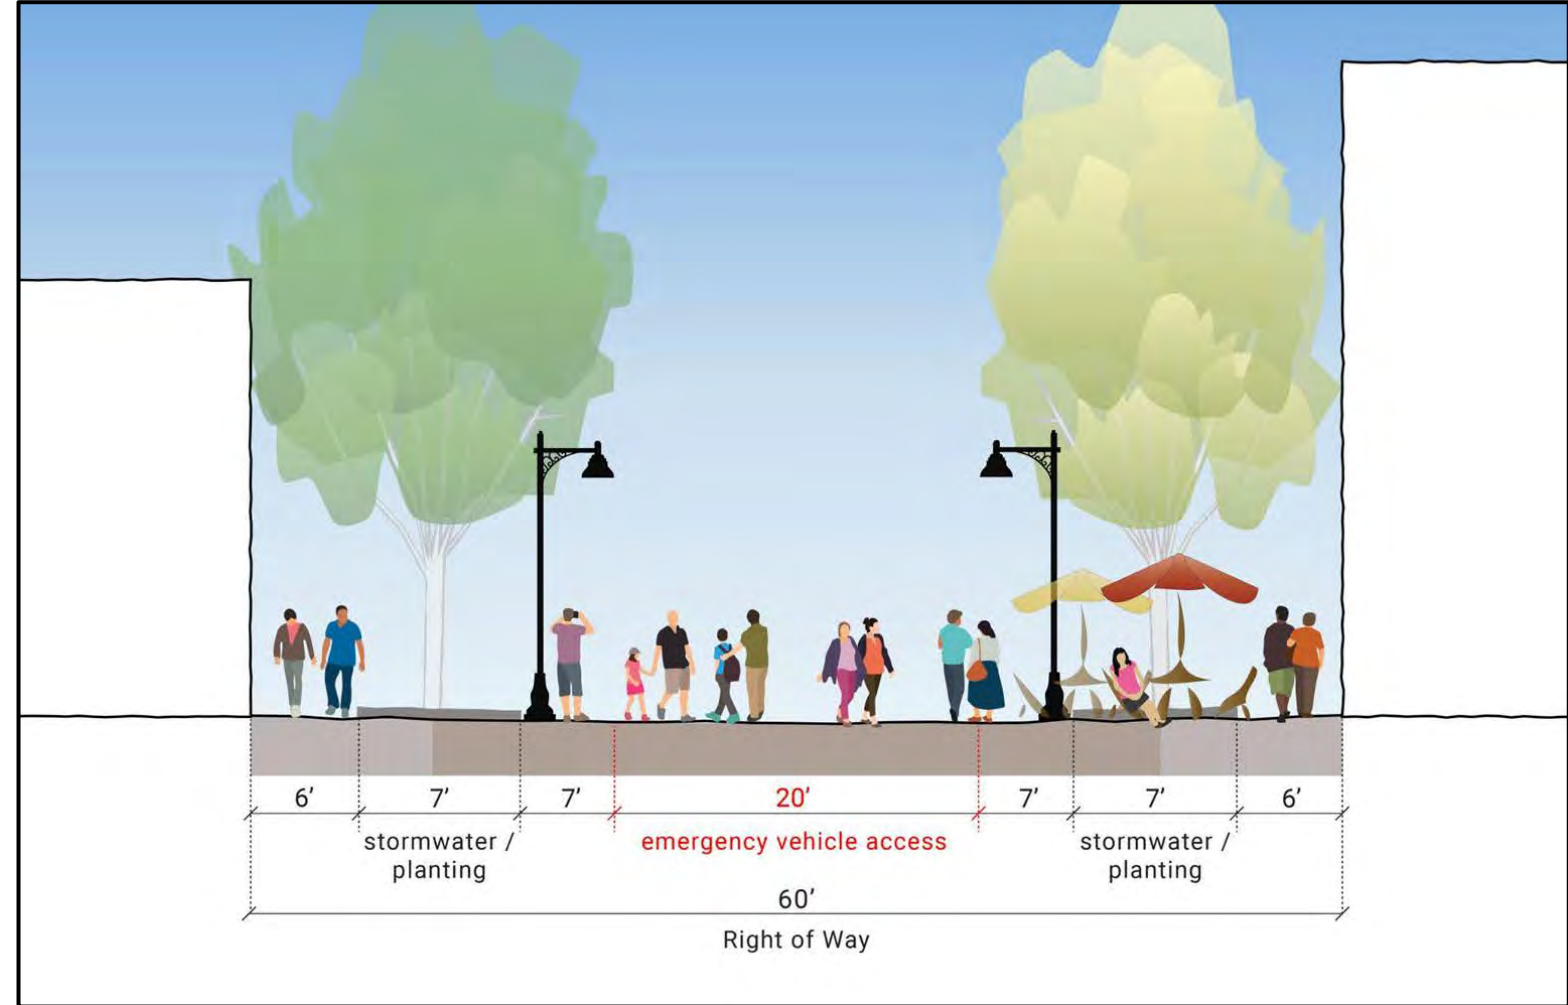 6’ 7’ 7’ 20’ 7’ 7’ 6’
stormwater /
planting
emergency vehicle access
stormwater /
planting
60’
Right of Way